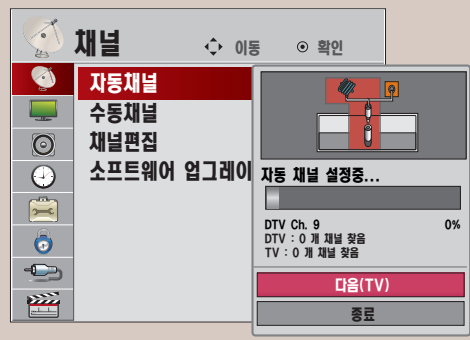 채널 이동 확인
자동채널
수동채널
채널편집
소프트웨어 업그레이
자동 채널 설정중...
DTV Ch. 9 0%
DTV : 0 개 채널 찾음
TV : 0 개 채널 찾음
다음(TV)
종료